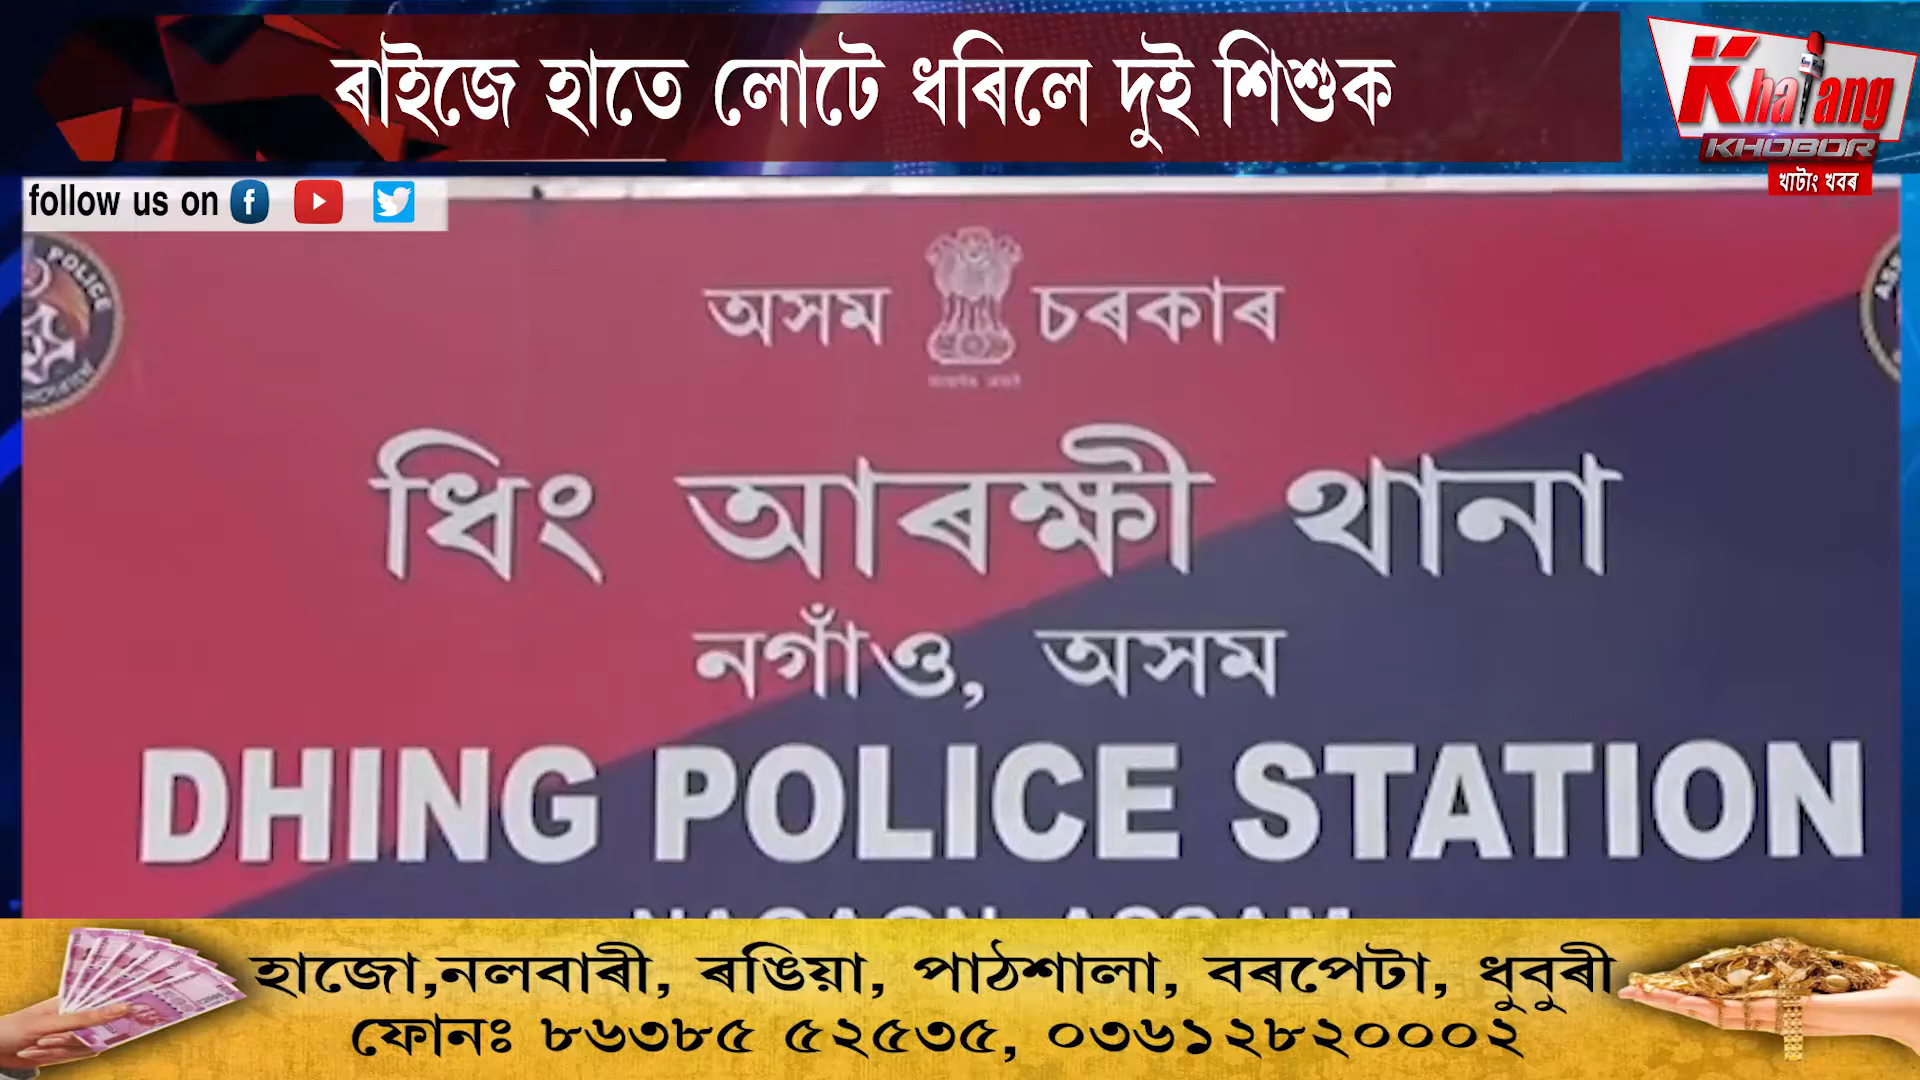 ৰাইজে হাতে লোটে ধৰিলে দুই শিশুক
Khatang
KHOBOR
খাটাং খবৰ
follow us on
POLICE
অসম চৰকাৰ
ধিং আৰক্ষী থানা
নগাঁও, অসম
DHING POLICE STATION
হাজো,নলবাৰী, ৰঙিয়া, পাঠশালা, বৰপেটা, ধুবুৰী
ফোনঃ ৮৬৩৮৫ ৫২৫৩৫, ০৩৬১২৮২০০০২